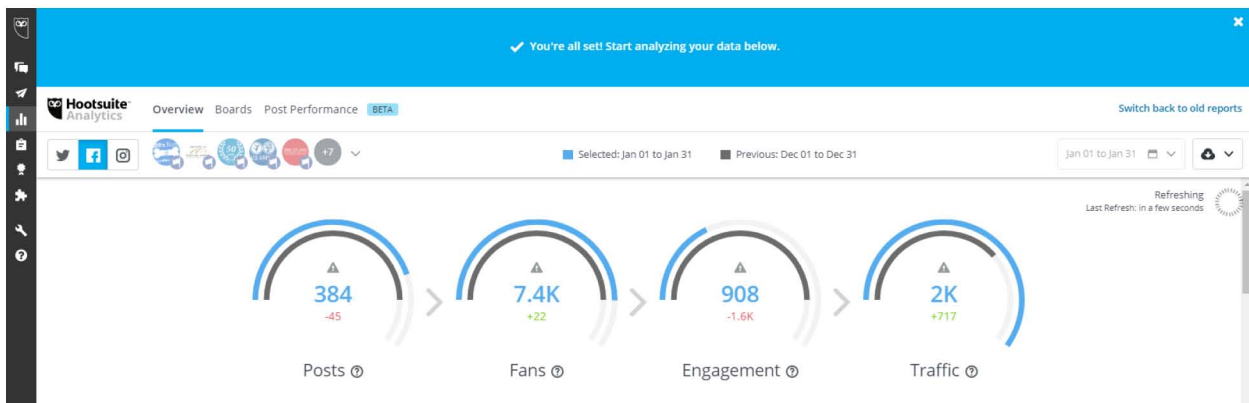 You're all set! Start analyzing your data below.
Hootsuite
Analytics
Overview Boards Post Performance BETA
Switch back to old reports
+7
Selected: Jan 01 to Jan 31 Previous: Dec 01 to Dec 31
Jan 01 to Jan 31
Refreshing
Last Refresh: in a few seconds
384 7.4K 908 2K
-45 +22 -1.6K +717
Posts Fans Engagement Traffic